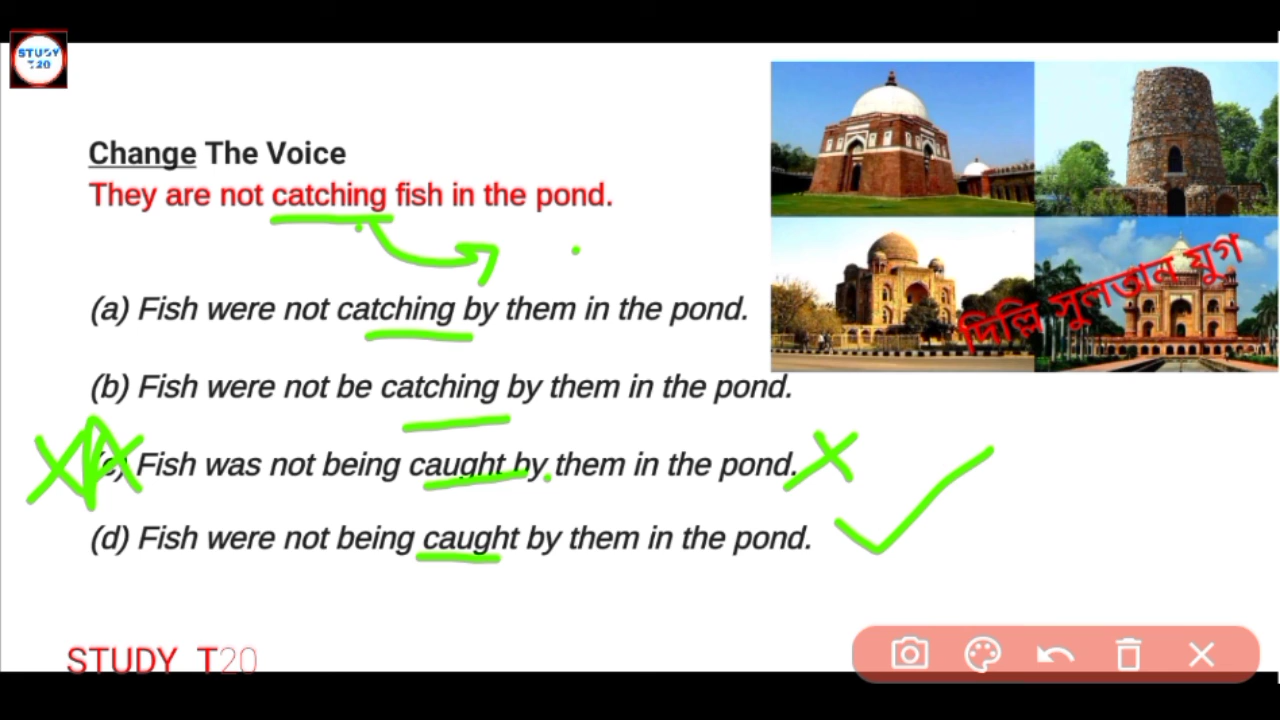 STUDY
T20
Change The Voice
They are not catching fish in the pond.
(a) Fish were not catching by them in the pond.
(b) Fish were not be catching by them in the pond.
(c) Fish was not being caught by them in the pond.
(d) Fish were not being caught by them in the pond.
দিল্লি সুলতান যুগ
STUDY T20